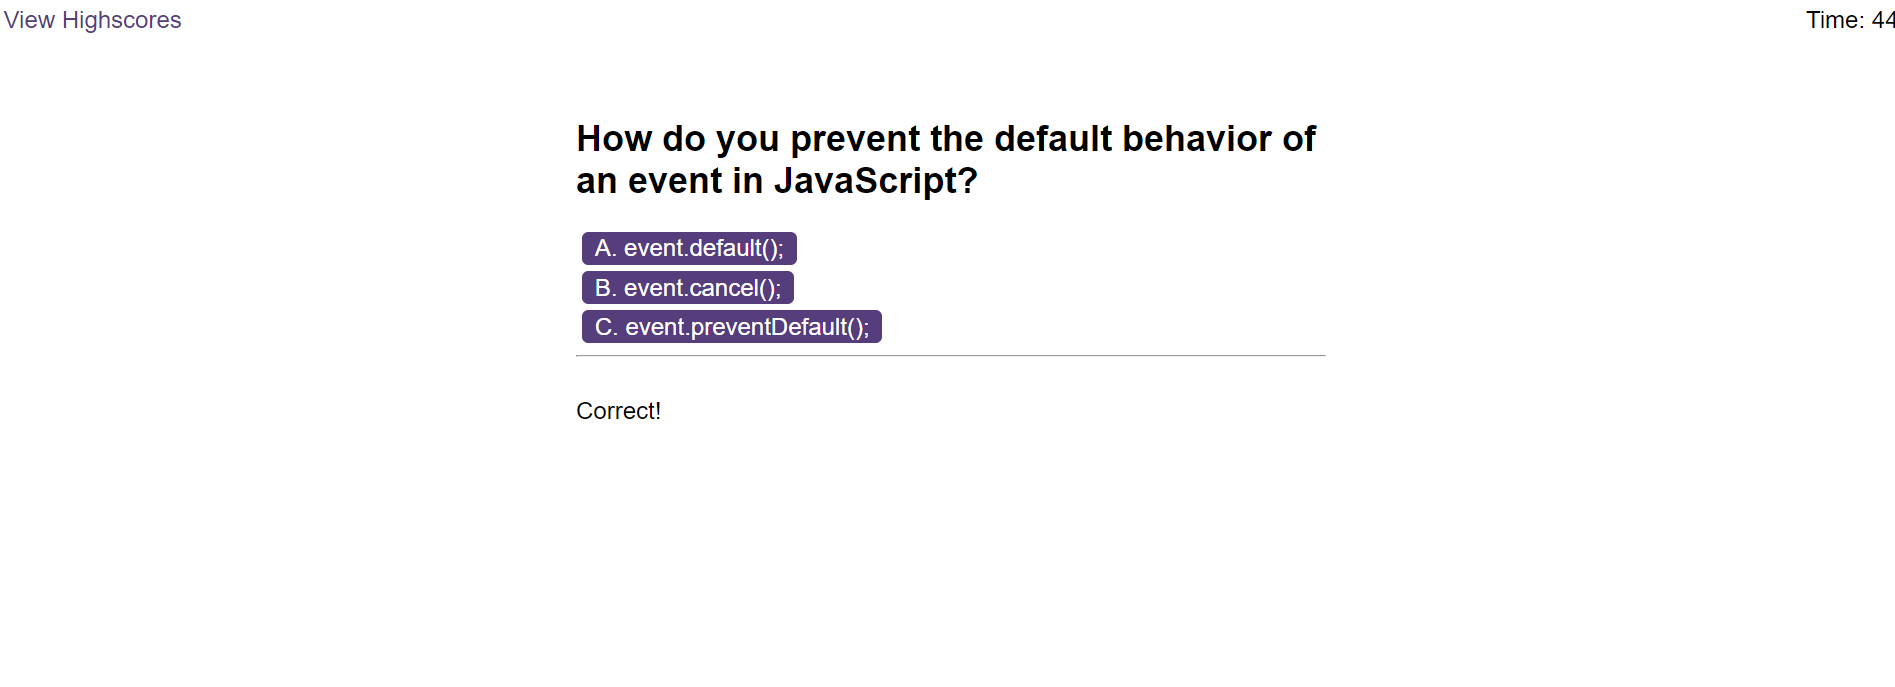 View Highscores
Time: 44
How do you prevent the default behavior of
an event in JavaScript?
A. event.default();
B. event.cancel();
C. event.preventDefault();
Correct!